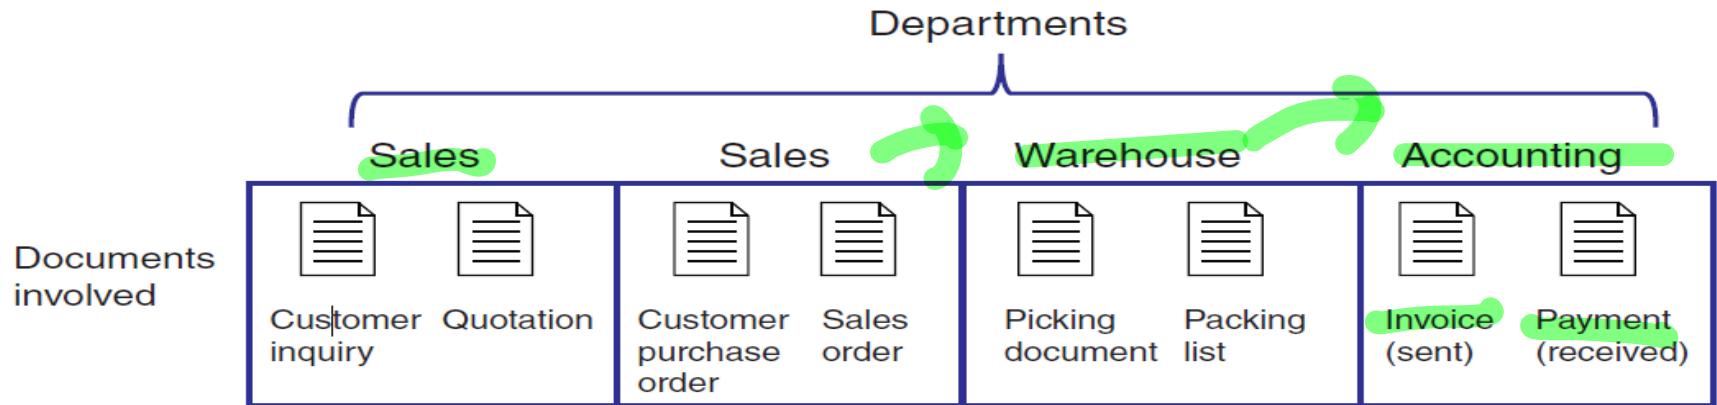 Departments
Sales Sales Warehouse Accounting
Documents
involved
Customer
inquiry
Quotation
Customer
purchase
order
Sales
order
Picking
document
Packing
list
Invoice
(sent)
Payment
(received)